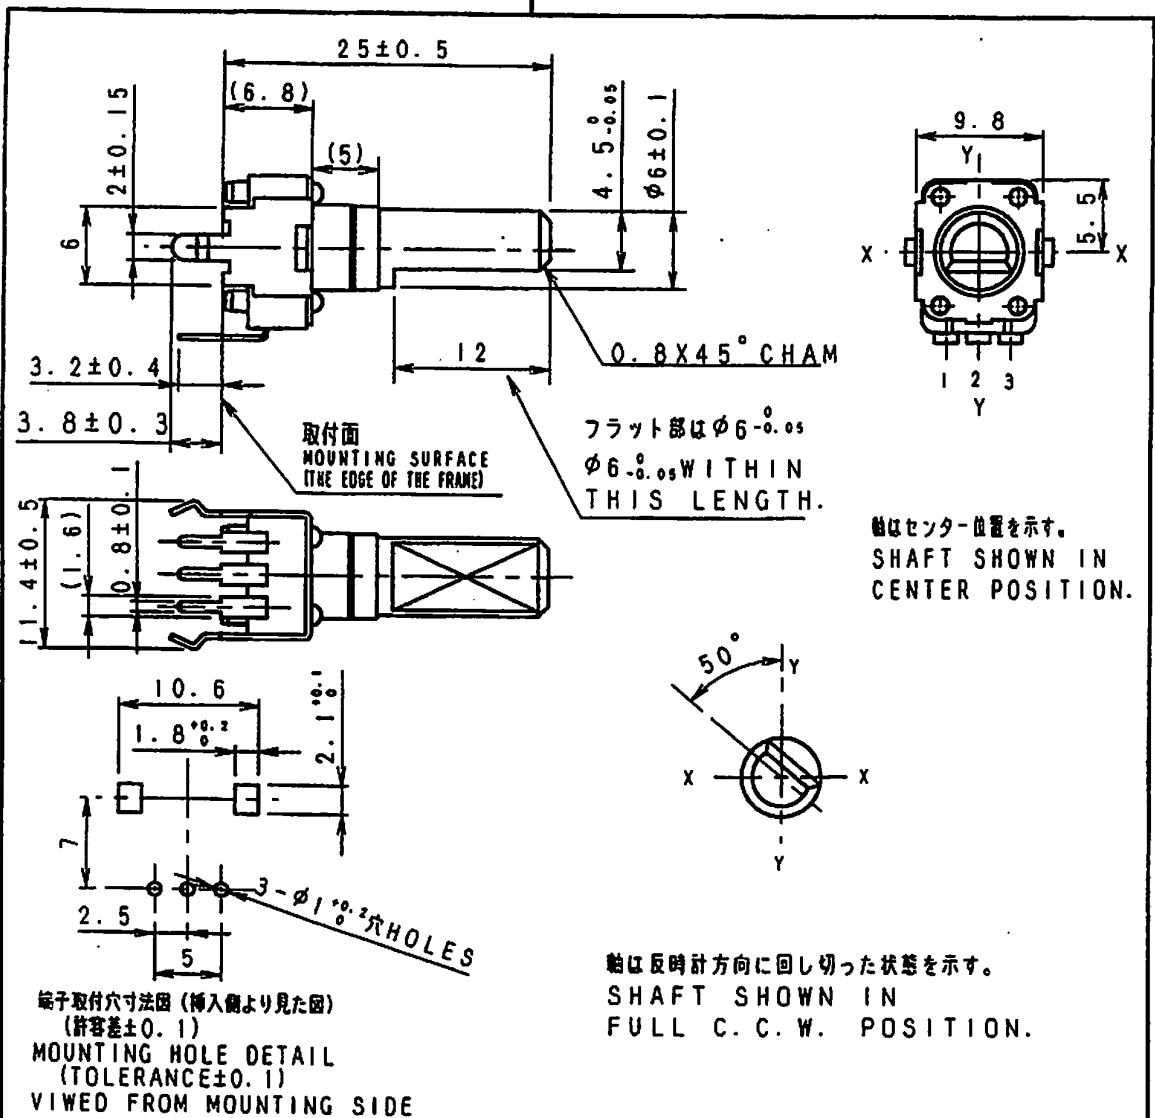 25±0.5
(6.8)
(5)
2±0.15
6
4.5 0 -0.05
φ6±0.1
9.8
Y
5.5
X
X
1 2 3
Y
3.2±0.4
3.8±0.3
12
0.8X45° CHAM
取付面
MOUNTING SURFACE
(THE EDGE OF THE FRAME)
フラット部はφ6 0 -0.05
φ6 0 -0.05 WITHIN
THIS LENGTH.
軸はセンター位置を示す。
SHAFT SHOWN IN
CENTER POSITION.
11.4±0.5
(1.6)
0.8±0.1
50°
Y
X
X
Y
10.6
1.8 +0.2 0
2.1 +0.1 0
7
2.5
5
3-φ1 +0.2 0 穴HOLES
端子取付穴寸法図(挿入側より見た図)
(許容差±0.1)
MOUNTING HOLE DETAIL
(TOLERANCE±0.1)
VIWED FROM MOUNTING SIDE
軸は反時計方向に回し切った状態を示す。
SHAFT SHOWN IN
FULL C.C.W. POSITION.